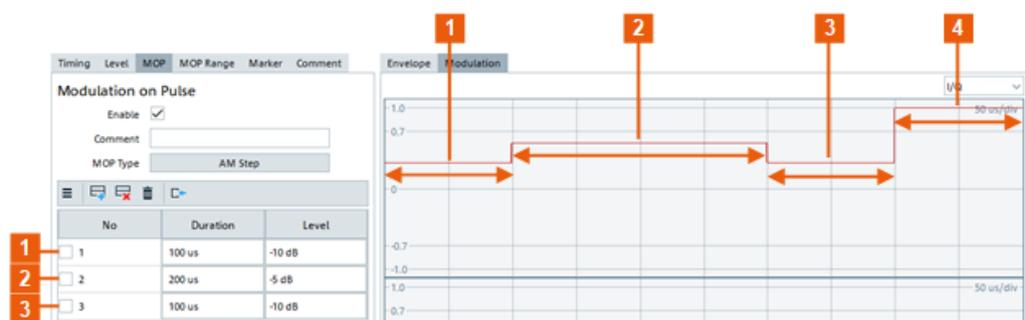 1 2 3 4
Timing Level MOP MOP Range Marker Comment
Modulation on Pulse
Enable
Comment
MOP Type AM Step
No Duration Level
1 1 100 us -10 dB
2 2 200 us -5 dB
3 3 100 us -10 dB
Envelope Modulation
I/Q
1.0 50 us/div
0.7
0
-0.7
-1.0
1.0 50 us/div
0.7